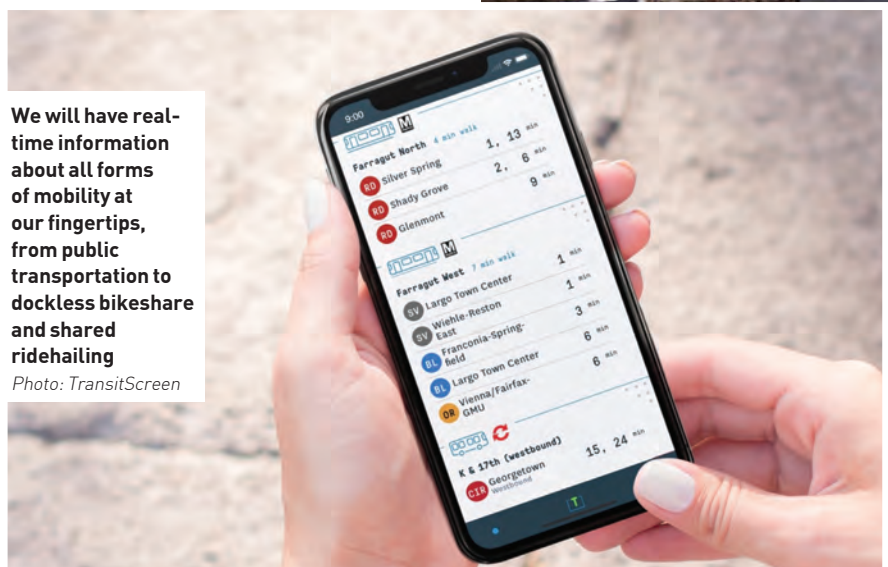 We will have real-
time information
about all forms
of mobility at
our fingertips,
from public
transportation to
dockless bikeshare
and shared
ridehailing
Photo: TransitScreen
9:00
M
Farragut North 4 min walk
RD Silver Spring 1, 13 min
RD Shady Grove 2, 6 min
RD Glenmont 9 min
M
Farragut West 7 min walk
SV Largo Town Center 1 min
SV Wiehle-Reston
East 1 min
BL Franconia-Spring-
field 3 min
BL Largo Town Center 6 min
OR Vienna/Fairfax-
GMU 6 min
K & 17th (westbound)
CIR Georgetown 15, 24 min
Westbound
T